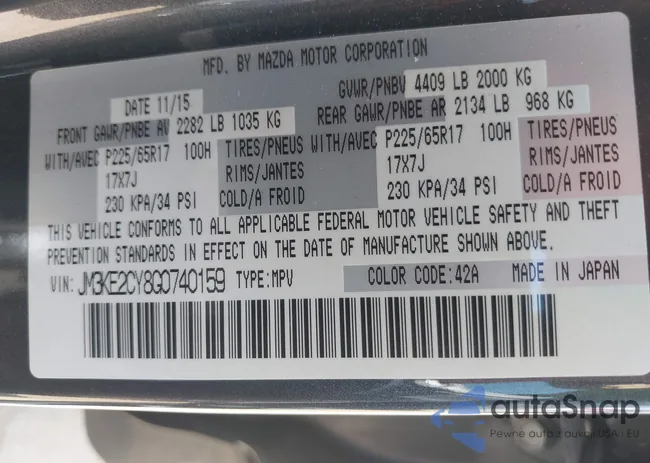 MFD. BY MAZDA MOTOR CORPORATION
DATE 11/15 GVWR/PNBV 4409 LB 2000 KG
FRONT GAWR/PNBE AV 2282 LB 1035 KG REAR GAWR/PNBE AR 2134 LB 968 KG
WITH/AVEC P225/65R17 100H TIRES/PNEUS WITH/AVEC P225/65R17 100H TIRES/PNEUS
17X7J RIMS/JANTES 17X7J RIMS/JANTES
230 KPA/34 PSI COLD/A FROID 230 KPA/34 PSI COLD/A FROID
THIS VEHICLE CONFORMS TO ALL APPLICABLE FEDERAL MOTOR VEHICLE SAFETY AND THEFT
PREVENTION STANDARDS IN EFFECT ON THE DATE OF MANUFACTURE SHOWN ABOVE.
VIN: JM3KE2CY8G0740159 TYPE:MPV COLOR CODE:42A MADE IN JAPAN
autoSnap
Pewne auta z aukcji USA i EU